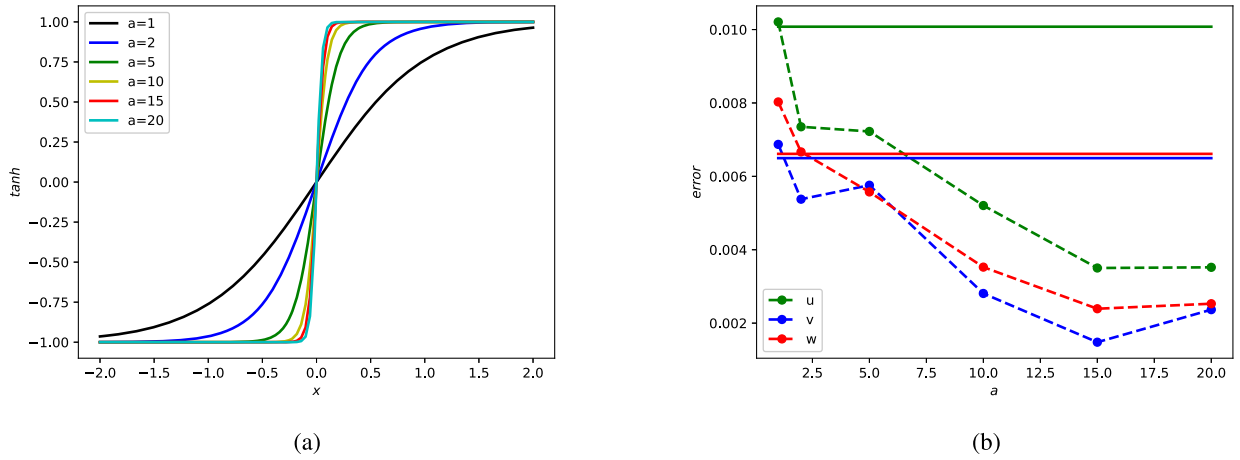 a=1
a=2
a=5
a=10
a=15
a=20
1.00
0.75
0.50
0.25
0.00
−0.25
−0.50
−0.75
−1.00
tanh
−2.0 −1.5 −1.0 −0.5 0.0 0.5 1.0 1.5 2.0
x
(a)
0.010
0.008
0.006
0.004
0.002
error
u
v
w
2.5 5.0 7.5 10.0 12.5 15.0 17.5 20.0
a
(b)